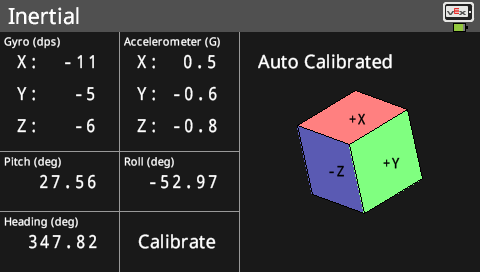 Inertial
VEX
Gyro (dps)
X: -11
Y: -5
Z: -6
Accelerometer (G)
X: 0.5
Y: -0.6
Z: -0.8
Pitch (deg)
27.56
Roll (deg)
-52.97
Heading (deg)
347.82
Calibrate
Auto Calibrated
+X
-Z
+Y